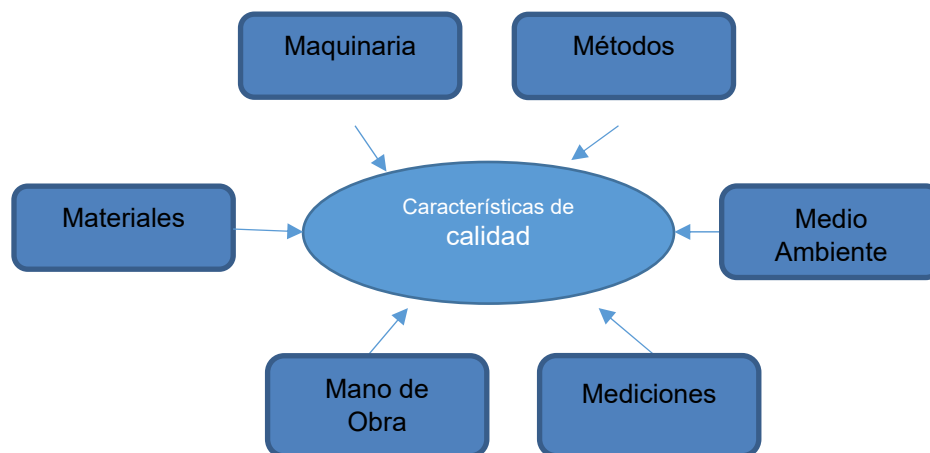 Maquinaria
Métodos
Materiales
Características de
calidad
Medio
Ambiente
Mano de
Obra
Mediciones